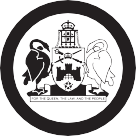 FOR THE QUEEN, THE LAW AND THE PEOPLE